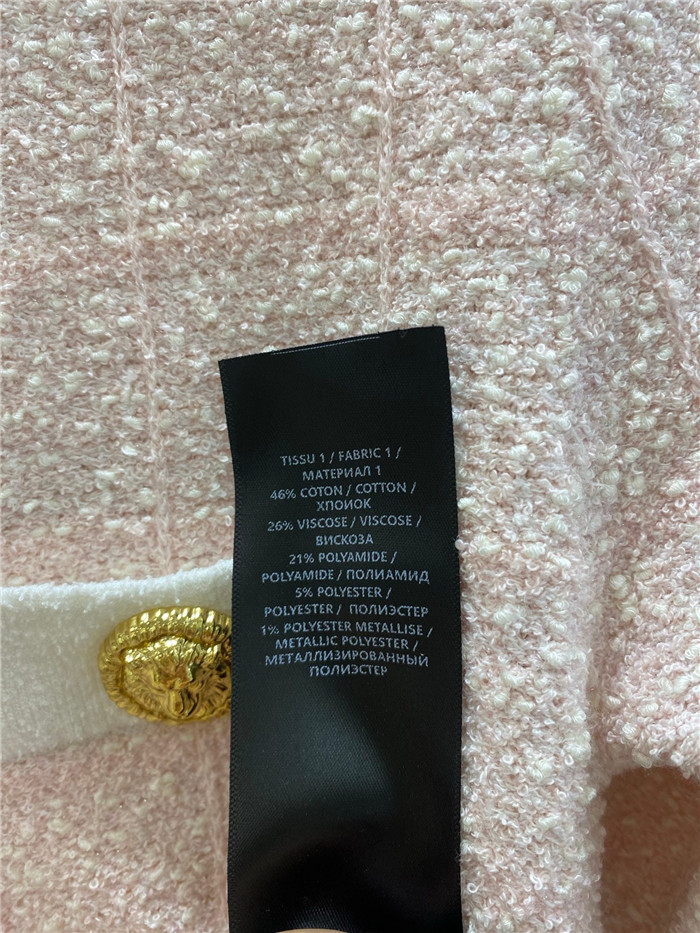 TISSU 1 / FABRIC 1 /
МАТЕРИАЛ 1
46% COTON / COTTON /
ХПОИОК
26% VISCOSE / VISCOSE /
ВИСКОЗА
21% POLYAMIDE /
POLYAMIDE / ПОЛИАМИД
5% POLYESTER /
POLYESTER / ПОЛИЭСТЕР
1% POLYESTER METALLISE /
METALLIC POLYESTER /
МЕТАЛЛИЗИРОВАННЫЙ
ПОЛИЭСТЕР